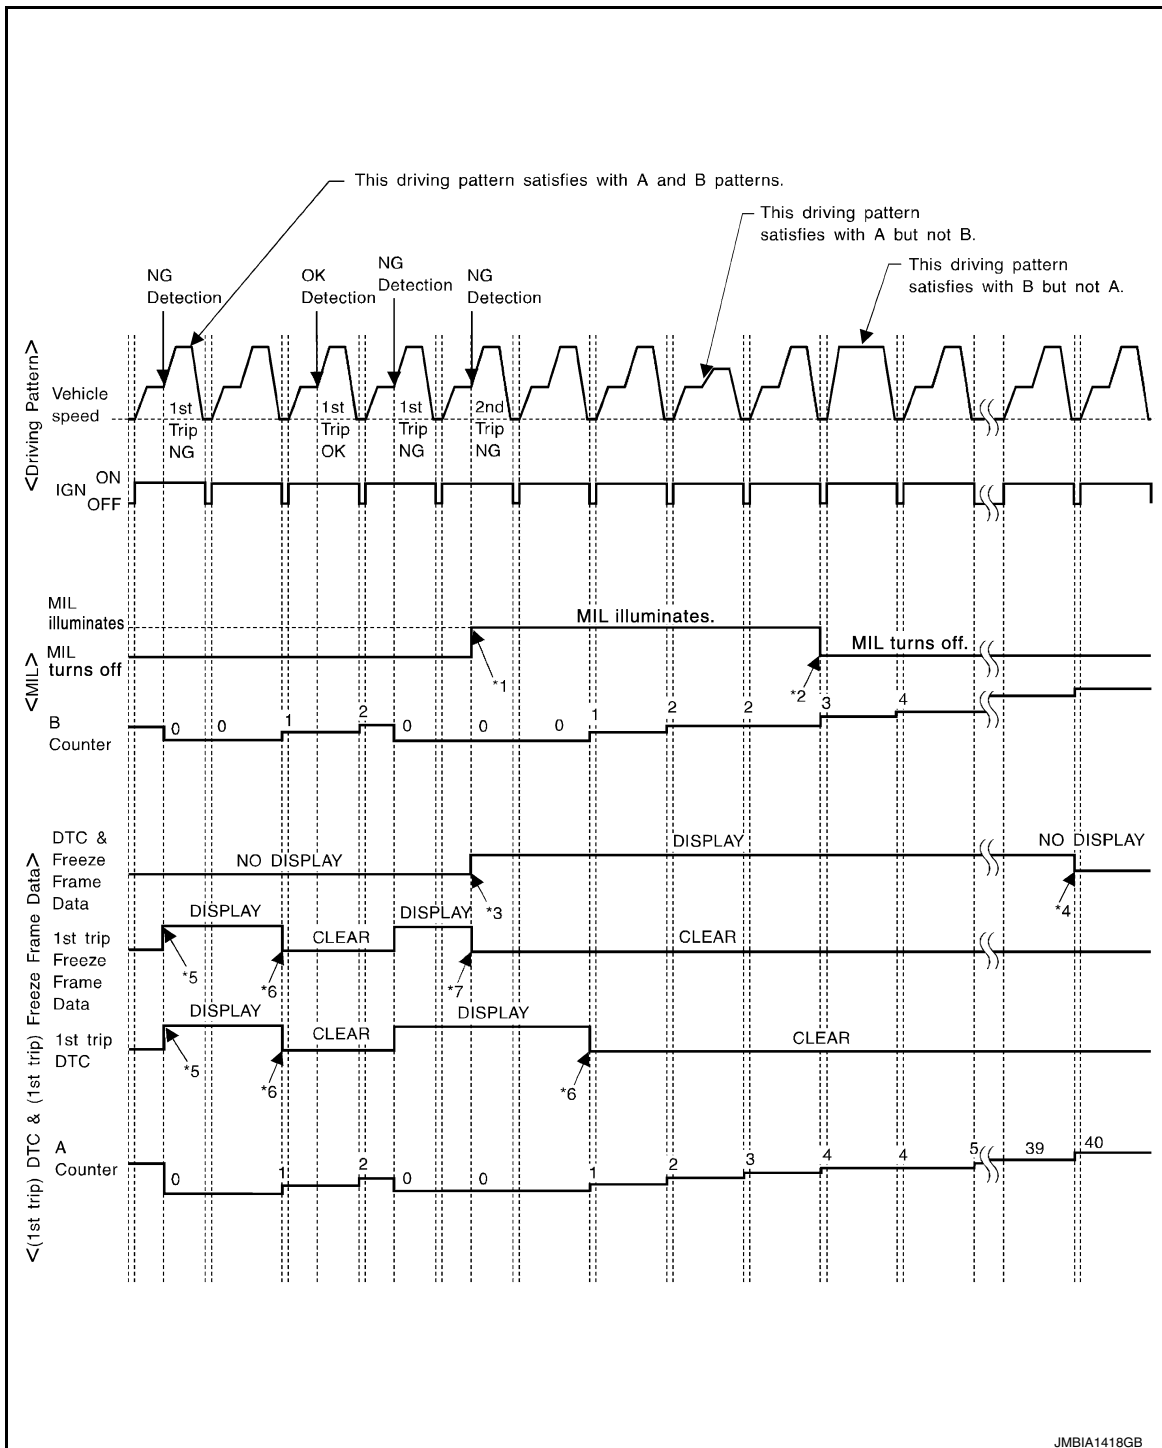 This driving pattern satisfies with A and B patterns.
This driving pattern
satisfies with A but not B.
This driving pattern
satisfies with B but not A.
NG
Detection
OK
Detection
NG
Detection
NG
Detection
<Driving Pattern>
Vehicle
speed
1st
Trip
NG
1st
Trip
OK
1st
Trip
NG
2nd
Trip
NG
IGN
ON
OFF
<MIL>
MIL
illuminates
MIL illuminates.
MIL
turns off
MIL turns off.
*1
*2
B
Counter
0 0 1 2 0 0 0 1 2 2 3 4
<(1st trip) DTC & (1st trip) Freeze Frame Data>
DTC &
Freeze
Frame
Data
NO DISPLAY
DISPLAY
NO DISPLAY
*3
*4
1st trip
Freeze
Frame
Data
DISPLAY
CLEAR
DISPLAY
CLEAR
*5
*6
*7
1st trip
DTC
DISPLAY
CLEAR
DISPLAY
CLEAR
*5
*6
*6
A
Counter
0 1 2 0 0 1 2 3 4 4 5 39 40
JMBIA1418GB